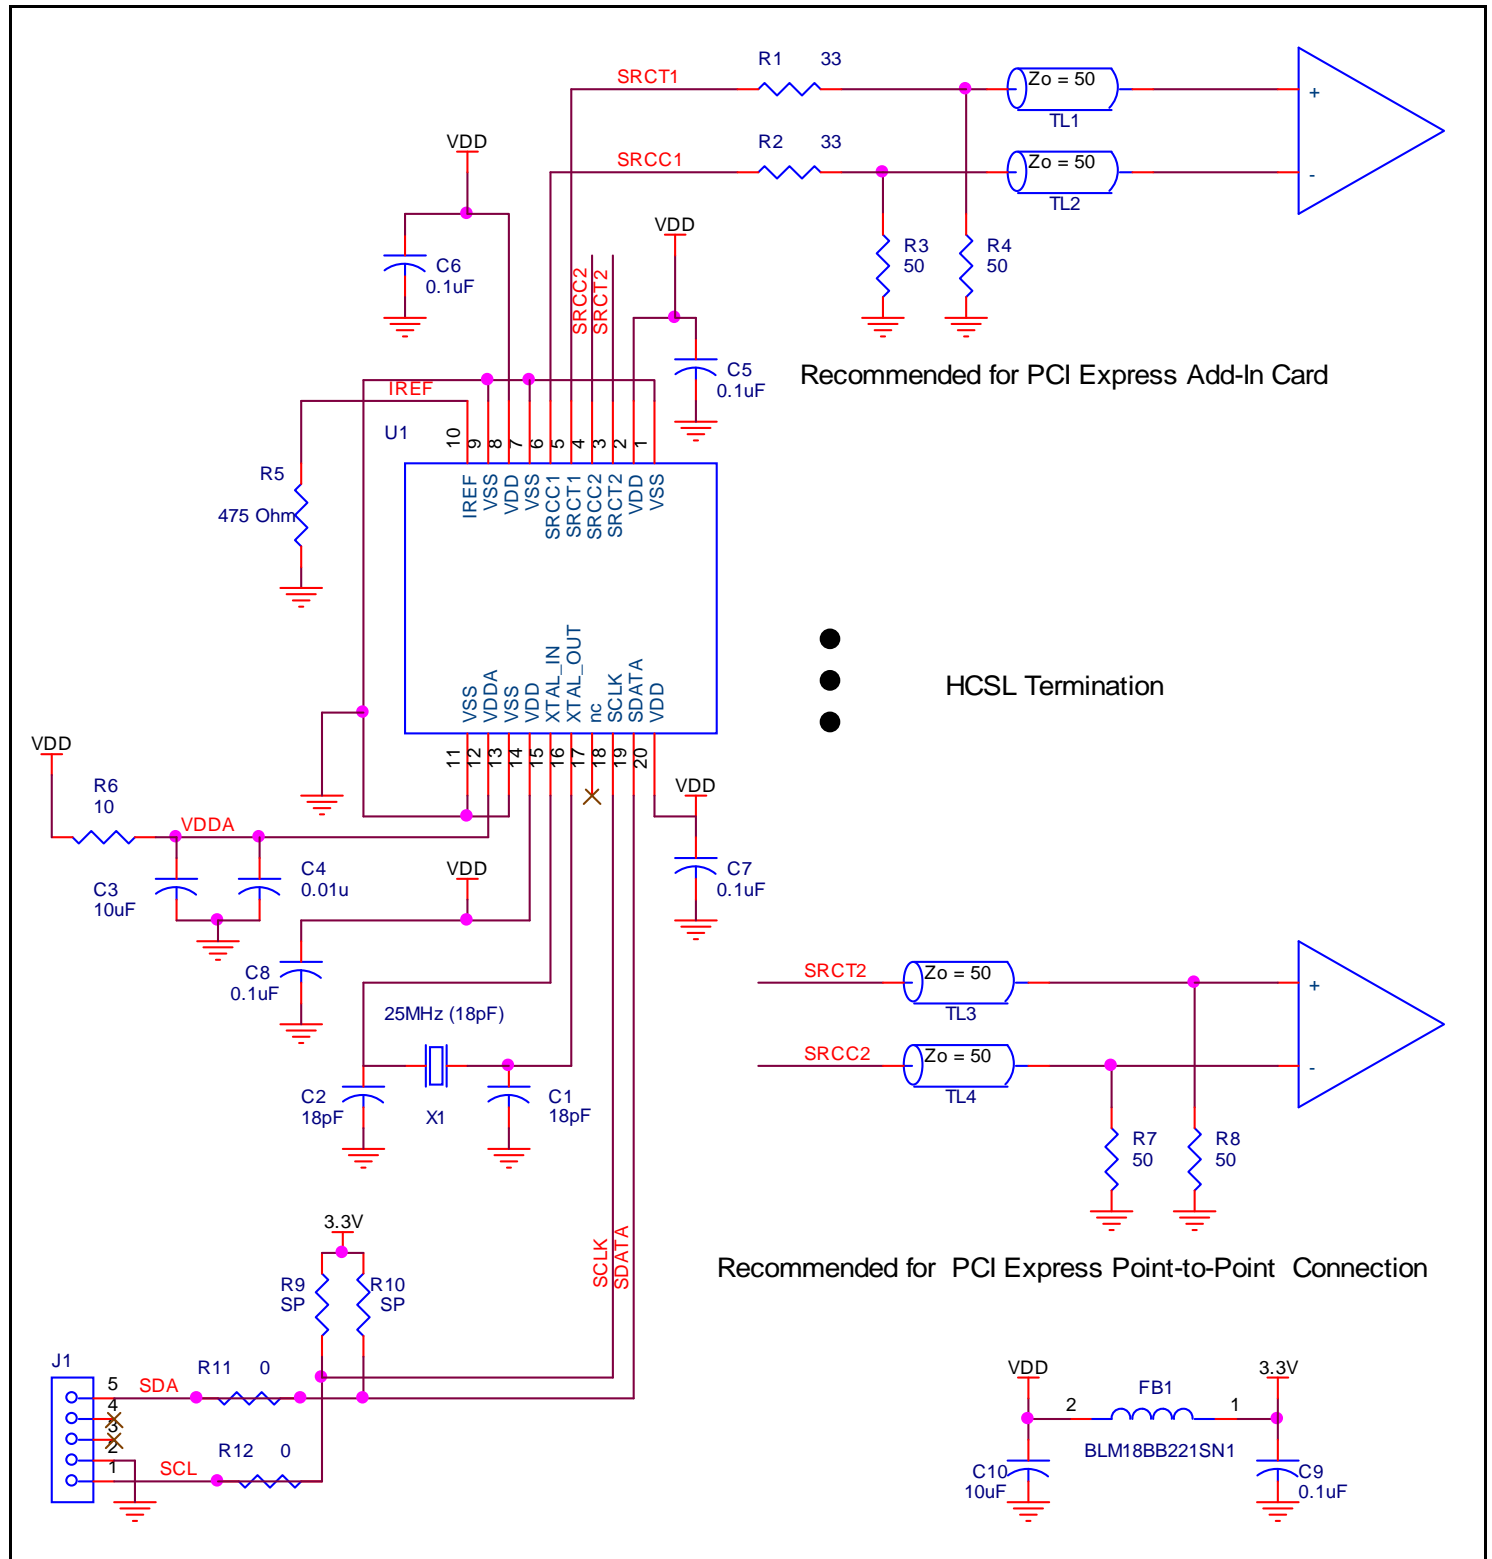 R1 33
SRCT1
Zo = 50
TL1
+
R2 33
SRCC1
Zo = 50
TL2
-
VDD
VDD
C6
0.1uF
R3
50
R4
50
SRCC2
SRCT2
C5
0.1uF
Recommended for PCI Express Add-In Card
IREF
U1
10
9
8
7
6
5
4
3
2
1
IREF
VSS
VDD
VSS
SRCC1
SRCT1
SRCC2
SRCT2
VDD
VSS
R5
475 Ohm
HCSL Termination
VSS
VDDA
VSS
VDD
XTAL_IN
XTAL_OUT
nc
SCLK
SDATA
VDD
11
12
13
14
15
16
17
18
19
20
VDD
R6
10
VDDA
VDD
C3
10uF
C4
0.01u
VDD
C7
0.1uF
C8
0.1uF
25MHz (18pF)
C2
18pF
X1
C1
18pF
SRCT2
Zo = 50
TL3
+
SRCC2
Zo = 50
TL4
-
R7
50
R8
50
Recommended for PCI Express Point-to-Point Connection
3.3V
R9
SP
R10
SP
SCLK
SDATA
J1
5
4
3
2
1
SDA
R11 0
SCL
R12 0
VDD
3.3V
FB1
2
1
BLM18BB221SN1
C10
10uF
C9
0.1uF